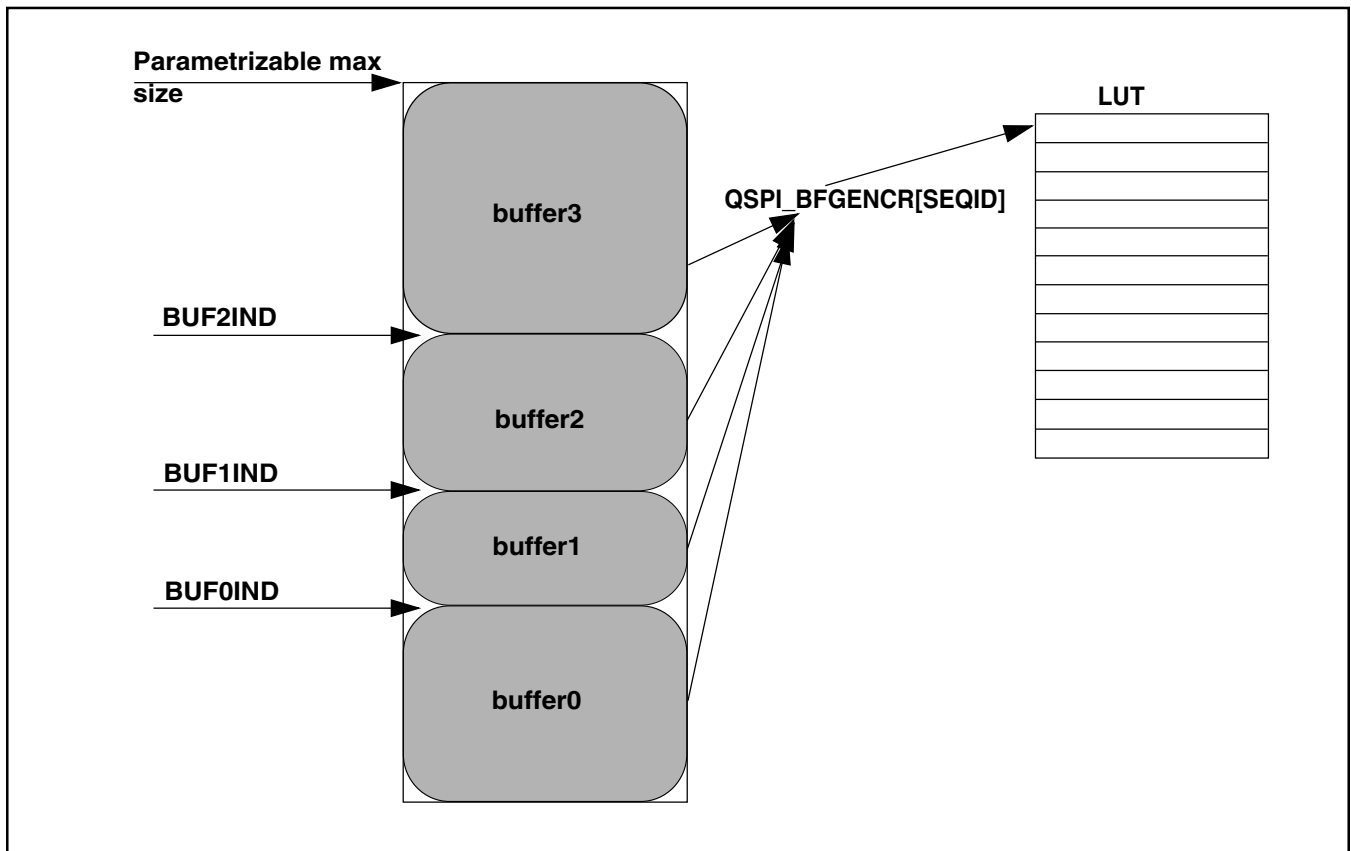 Parametrizable max
size
LUT
QSPI_BFGENCR[SEQID]
buffer3
BUF2IND
buffer2
BUF1IND
buffer1
BUF0IND
buffer0